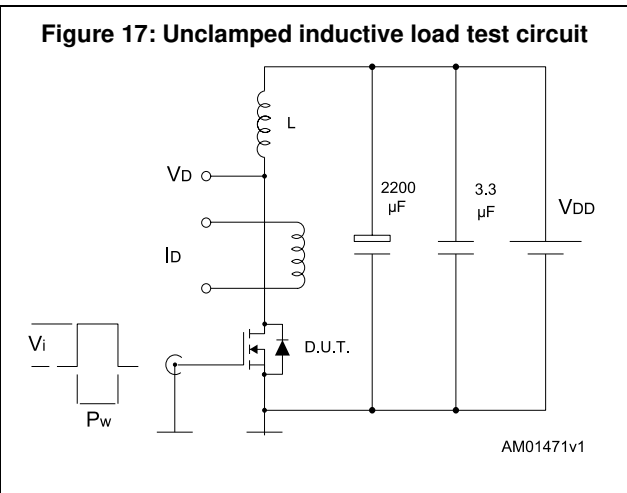 Figure 17: Unclamped inductive load test circuit
L
VD
2200
µF
3.3
µF
VDD
ID
Vi
D.U.T.
Pw
AM01471v1